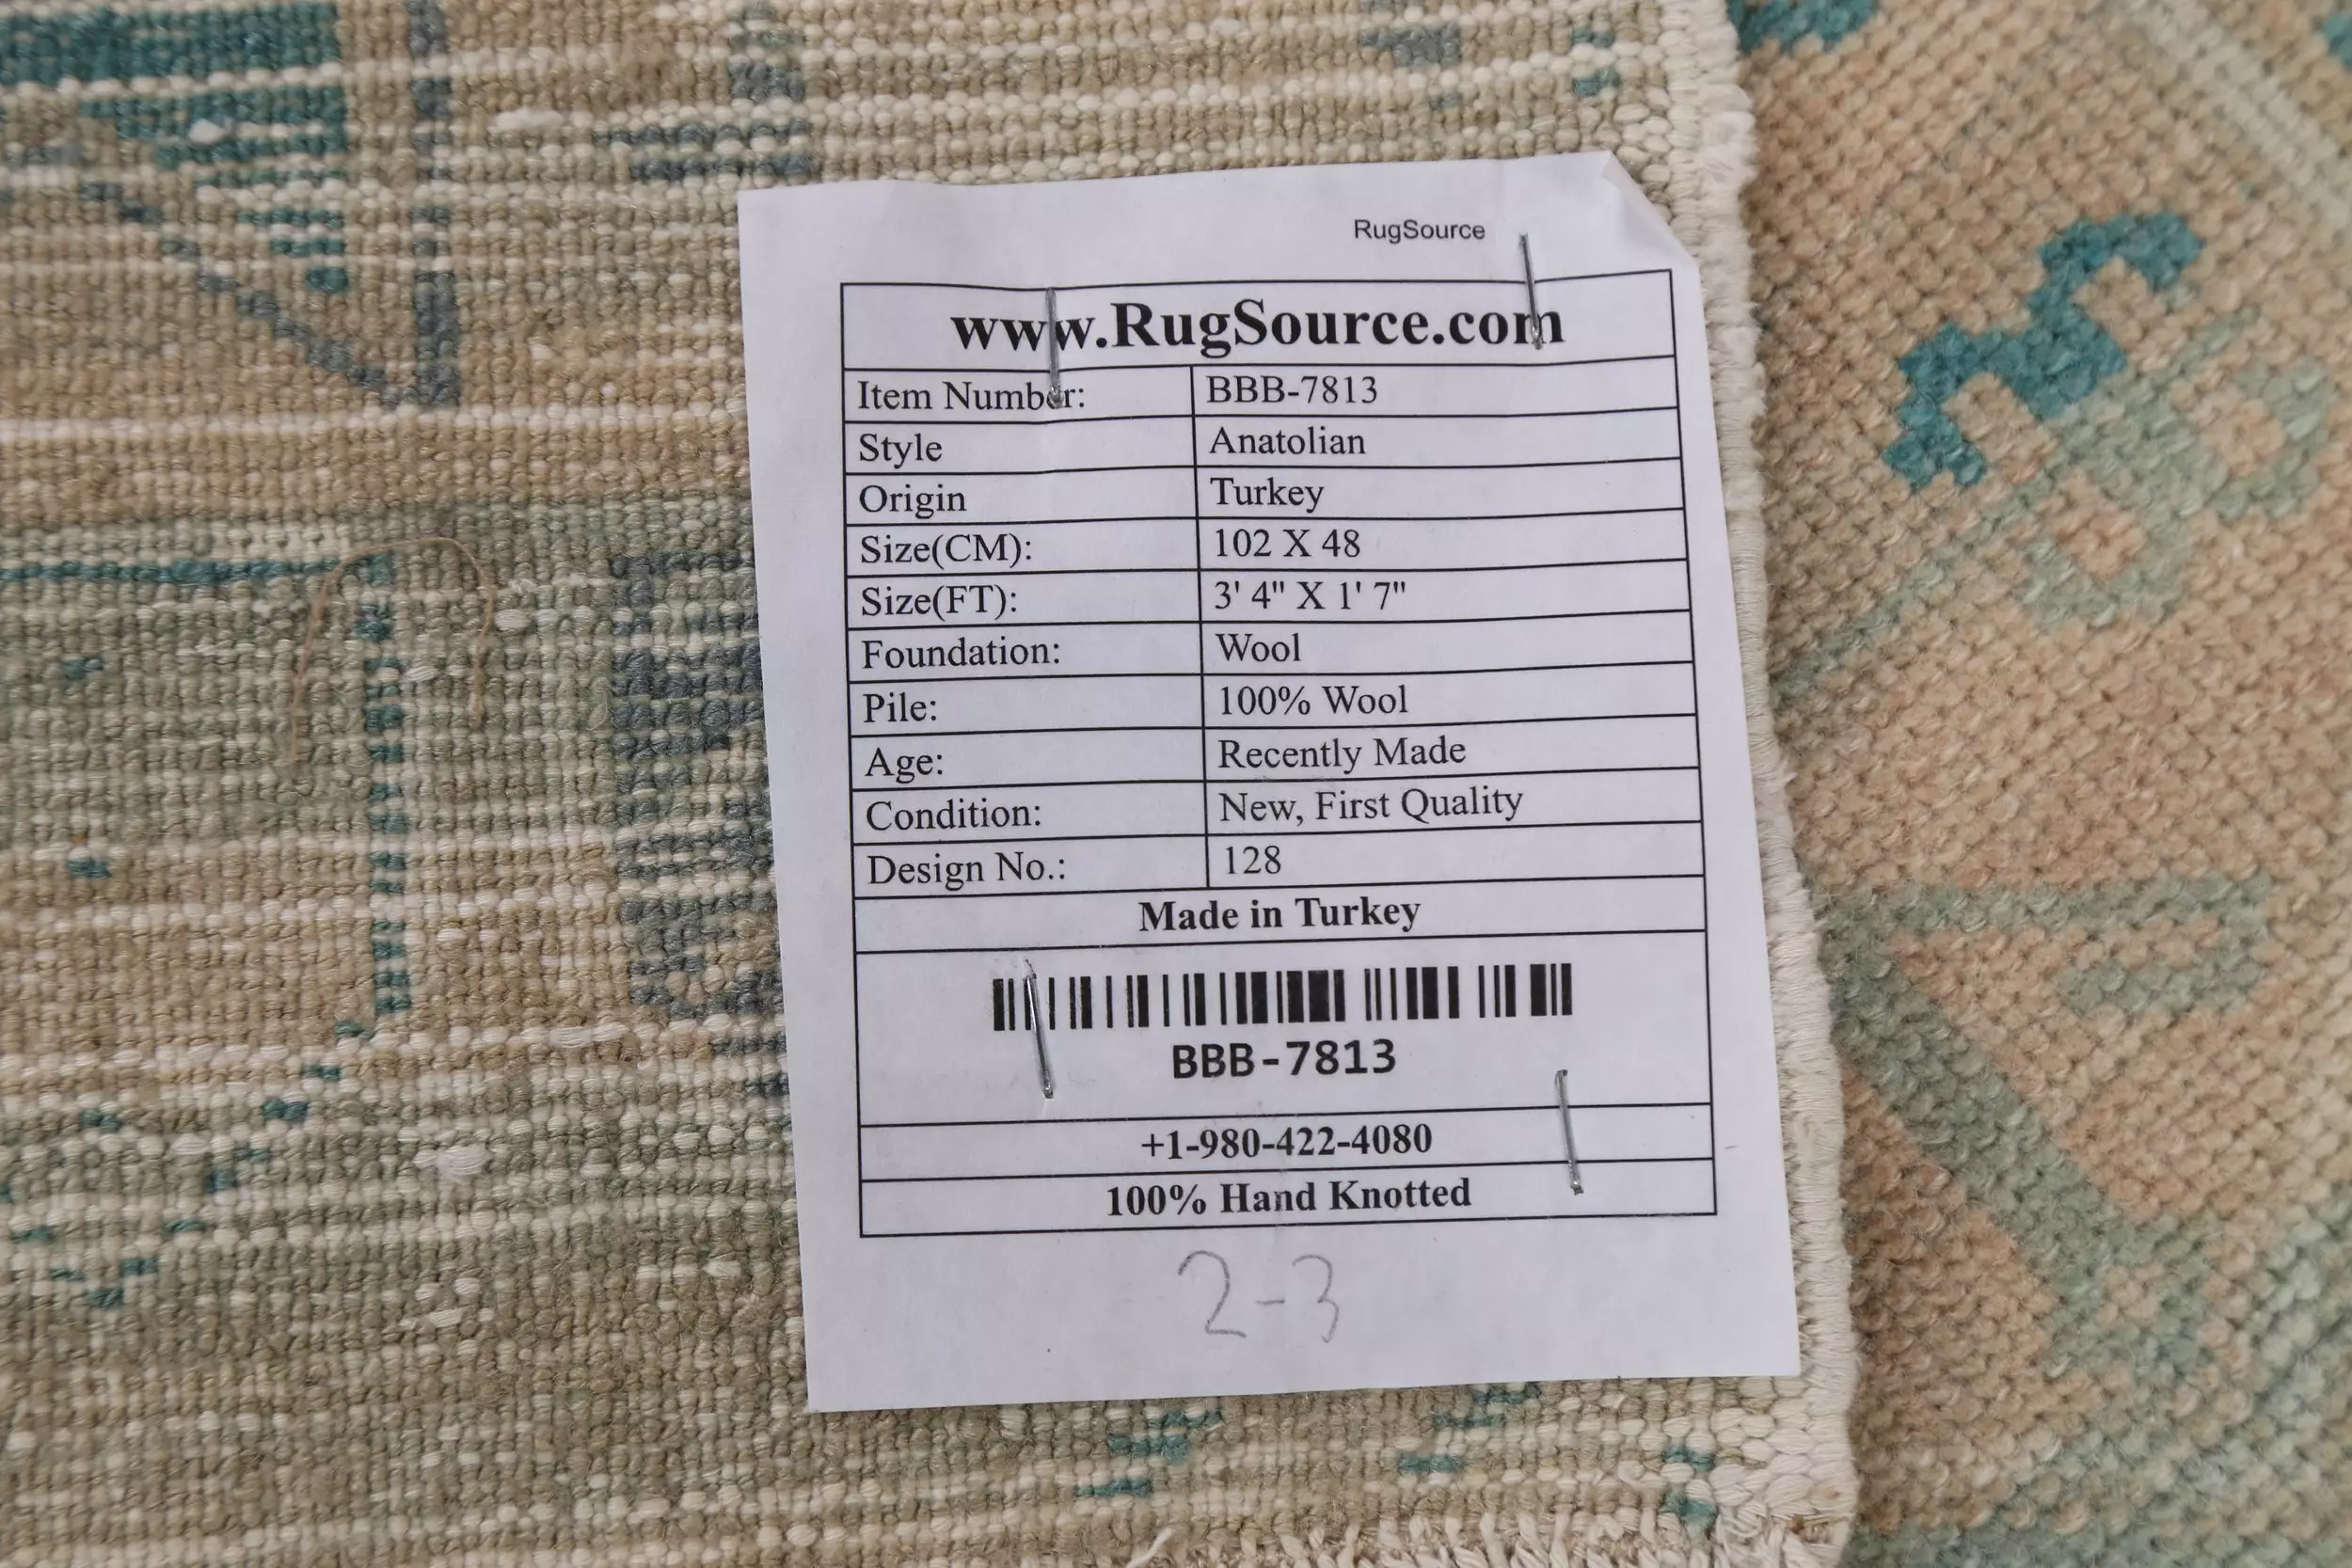 RugSource
www.RugSource.com
Item Number: BBB-7813
Style Anatolian
Origin Turkey
Size(CM): 102 X 48
Size(FT): 3' 4" X 1' 7"
Foundation: Wool
Pile: 100% Wool
Age: Recently Made
Condition: New, First Quality
Design No.: 128
Made in Turkey
BBB-7813
+1-980-422-4080
100% Hand Knotted
2-3